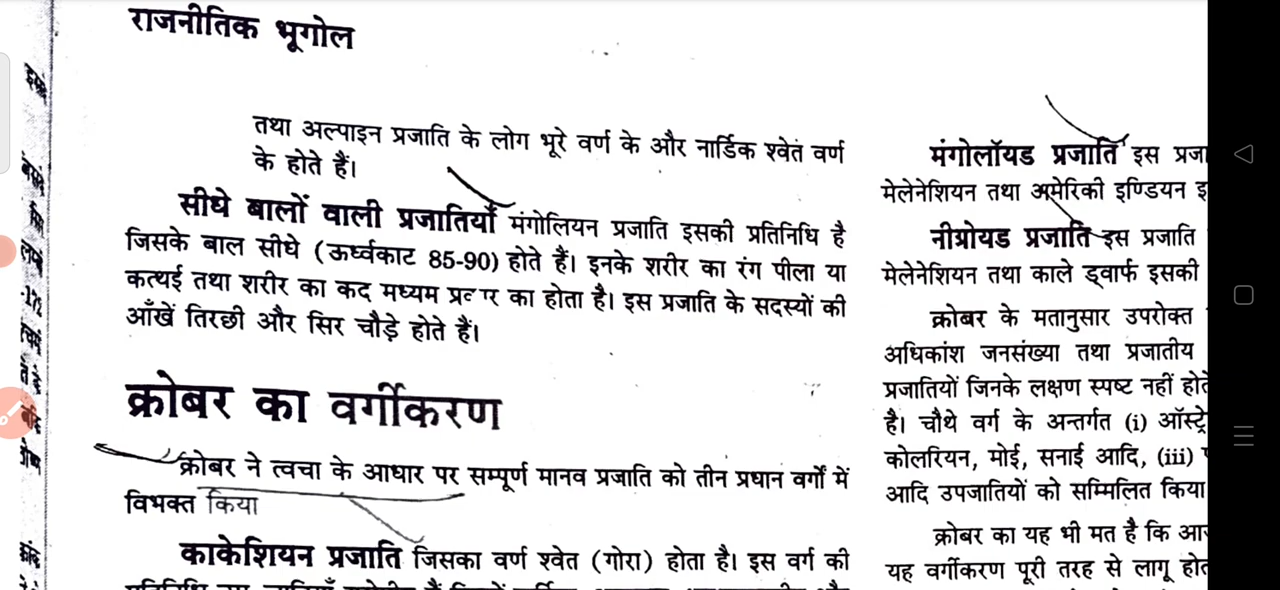 राजनीतिक भूगोल
तथा अल्पाइन प्रजाति के लोग भूरे वर्ण के और नार्डिक श्वेत वर्ण
के होते हैं।
सीधे बालों वाली प्रजातियाँ मंगोलियन प्रजाति इसकी प्रतिनिधि है
जिसके बाल सीधे (ऊर्ध्वकाट 85-90) होते हैं। इनके शरीर का रंग पीला या
कत्थई तथा शरीर का कद मध्यम का होता है। इस प्रजाति के सदस्यों की
आँखें तिरछी और सिर चौड़े होते हैं।
क्रोबर का वर्गीकरण
क्रोबर ने त्वचा के आधार पर सम्पूर्ण मानव प्रजाति को तीन प्रधान वर्गों में
विभक्त किया
काकेशियन प्रजाति जिसका वर्ण श्वेत (गोरा) होता है। इस वर्ग की
मंगोलॉयड प्रजाति इस
मेलेनेशियन तथा अमेरिकी इण्डियन
नीग्रोयड प्रजाति इस प्रजाति
मेलेनेशियन तथा काले ड्वार्फ इसकी
क्रोबर के मतानुसार उपरोक्त
अधिकांश जनसंख्या तथा प्रजातीय
प्रजातियों जिनके लक्षण स्पष्ट नहीं
है। चौथे वर्ग के अन्तर्गत (i)
कोलरियन, मोई, सनाई आदि, (iii)
आदि उपजातियों को सम्मिलित किया
क्रोबर का यह भी मत है कि
यह वर्गीकरण पूरी तरह से लागू